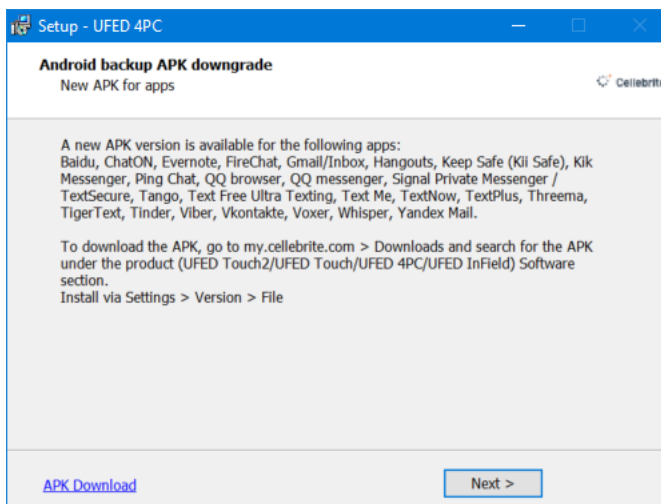 Setup - UFED 4PC
Android backup APK downgrade
New APK for apps
Cellebrite
A new APK version is available for the following apps:
Baidu, ChatON, Evernote, FireChat, Gmail/Inbox, Hangouts, Keep Safe (Kii Safe), Kik
Messenger, Ping Chat, QQ browser, QQ messenger, Signal Private Messenger /
TextSecure, Tango, Text Free Ultra Texting, Text Me, TextNow, TextPlus, Threema,
TigerText, Tinder, Viber, Vkontakte, Voxer, Whisper, Yandex Mail.
To download the APK, go to my.cellebrite.com > Downloads and search for the APK
under the product (UFED Touch2/UFED Touch/UFED 4PC/UFED InField) Software
section.
Install via Settings > Version > File
APK Download
Next >